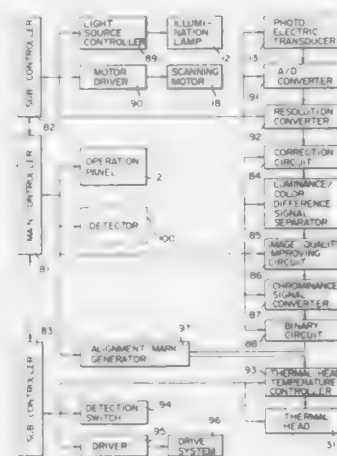 LIGHT
SOURCE
CONTROLLER
89
ILLUMI-
NATION
LAMP
12
PHOTO
ELECTRIC
TRANSDUCER
13
MOTOR
DRIVER
90
SCANNING
MOTOR
18
A/D
CONVERTER
91
SUB CONTROLLER
82
RESOLUTION
CONVERTER
92
OPERATION
PANEL
2
CORRECTION
CIRCUIT
84
MAIN CONTROLLER
81
DETECTOR
100
LUMINANCE/
COLOR
DIFFERENCE
SIGNAL
SEPARATOR
85
IMAGE QUALITY
IMPROVING
CIRCUIT
86
CHROMINANCE
SIGNAL
CONVERTER
87
BINARY
CIRCUIT
88
83
ALIGNMENT MARK
GENERATOR
93
THERMAL HEAD
TEMPERATURE
CONTROLLER
SUB CONTROLLER
DETECTION
SWITCH
94
DRIVER
95
DRIVE
SYSTEM
96
THERMAL
HEAD
31